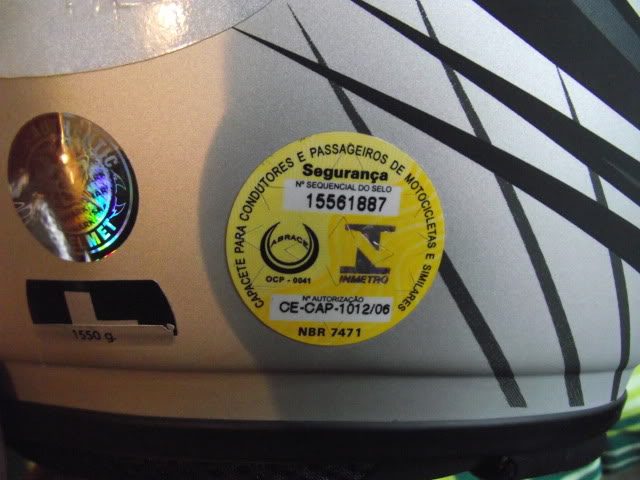 CAPACETE PARA CONDUTORES E PASSAGEIROS DE MOTOCICLETAS E SIMILARES
Segurança
Nº SEQUENCIAL DO SELO
15561887
ABRACE
OCP - 0041
INMETRO
Nº AUTORIZAÇÃO
CE-CAP-1012/06
NBR 7471
L
1550 g.